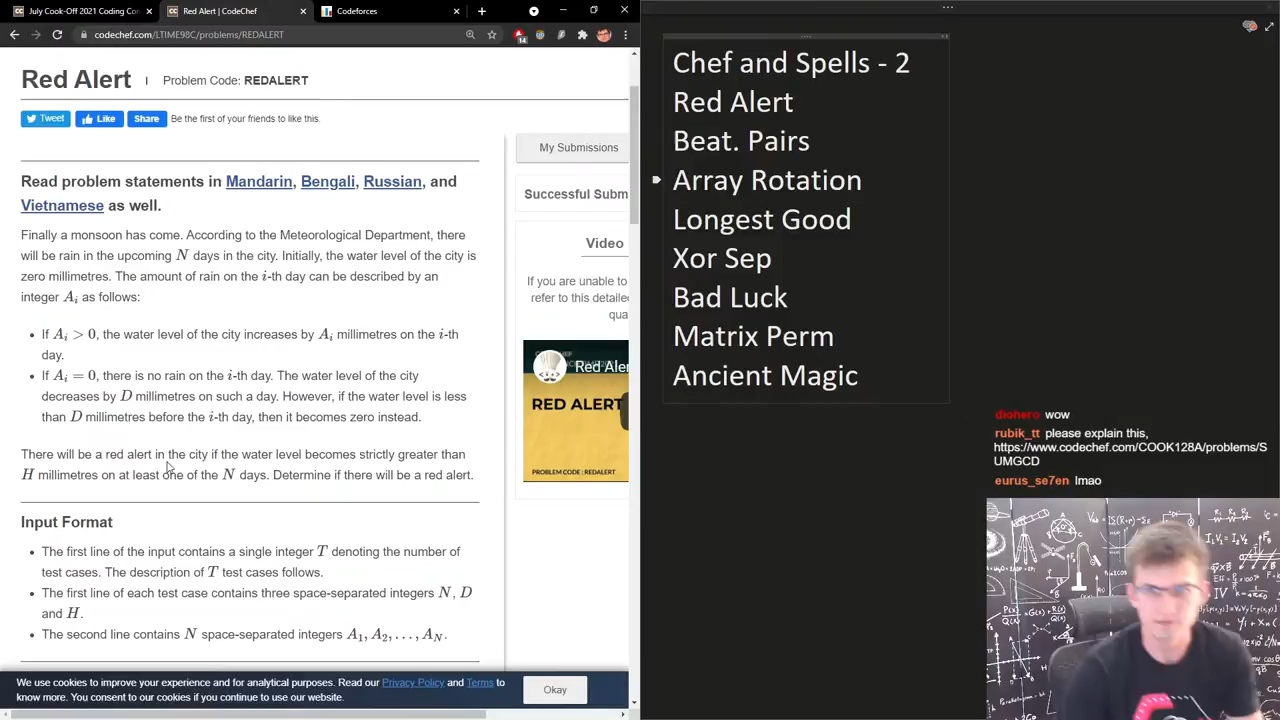 July Cook-Off 2021 Coding Con
Red Alert | CodeChef
Codeforces
codechef.com/LTIME98C/problems/REDALERT
14
Red Alert
Problem Code: REDALERT
Tweet
Like
Share
Be the first of your friends to like this.
My Submissions
Read problem statements in Mandarin, Bengali, Russian, and
Vietnamese as well.
Successful Subm
Finally a monsoon has come. According to the Meteorological Department, there
will be rain in the upcoming N days in the city. Initially, the water level of the city is
zero millimetres. The amount of rain on the i-th day can be described by an
integer A_i as follows:
Video
If you are unable to
refer to this detailed
qua
If A_i > 0, the water level of the city increases by A_i millimetres on the i-th
day.
If A_i = 0, there is no rain on the i-th day. The water level of the city
decreases by D millimetres on such a day. However, if the water level is less
than D millimetres before the i-th day, then it becomes zero instead.
Red Aler
RED ALERT
PROBLEM CODE : REDALERT
There will be a red alert in the city if the water level becomes strictly greater than
H millimetres on at least one of the N days. Determine if there will be a red alert.
Input Format
The first line of the input contains a single integer T denoting the number of
test cases. The description of T test cases follows.
The first line of each test case contains three space-separated integers N, D
and H.
The second line contains N space-separated integers A_1, A_2, ..., A_N.
We use cookies to improve your experience and for analytical purposes. Read our Privacy Policy and Terms to
know more. You consent to our cookies if you continue to use our website.
Okay
Chef and Spells - 2
Red Alert
Beat. Pairs
Array Rotation
Longest Good
Xor Sep
Bad Luck
Matrix Perm
Ancient Magic
diohero wow
rubik_tt please explain this,
https://www.codechef.com/COOK128A/problems/S
UMGCD
eurus_se7en lmao